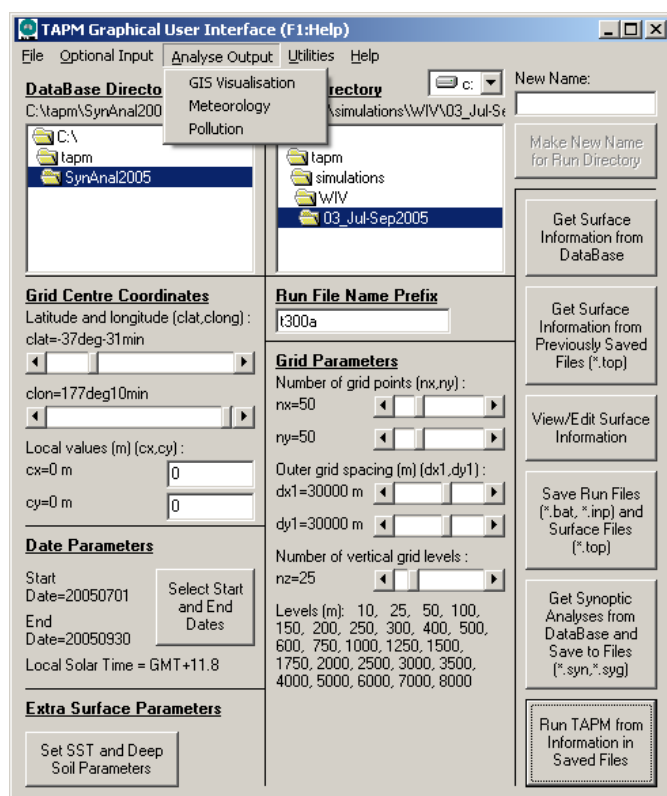 TAPM Graphical User Interface (F1:Help)
File Optional Input Analyse Output Utilities Help
GIS Visualisation
Meteorology
Pollution
DataBase Directo
C:\tapm\SynAnal200
C:\
tapm
SynAnal2005
rectory
c:
\simulations\WIV\03_Jul-Se
tapm
simulations
WIV
03_Jul-Sep2005
New Name:
Make New Name
for Run Directory
Get Surface
Information from
DataBase
Get Surface
Information from
Previously Saved
Files (*.top)
View/Edit Surface
Information
Save Run Files
(*.bat, *.inp) and
Surface Files
(*.top)
Get Synoptic
Analyses from
DataBase and
Save to Files
(*.syn,*.syg)
Run TAPM from
Information in
Saved Files
Grid Centre Coordinates
Latitude and longitude (clat,clong) :
clat=-37deg-31min
clon=177deg10min
Local values (m) (cx,cy) :
cx=0 m
0
cy=0 m
0
Date Parameters
Start
Date=20050701
End
Date=20050930
Select Start
and End
Dates
Local Solar Time = GMT+11.8
Extra Surface Parameters
Set SST and Deep
Soil Parameters
Run File Name Prefix
t300a
Grid Parameters
Number of grid points (nx,ny) :
nx=50
ny=50
Outer grid spacing (m) (dx1,dy1) :
dx1=30000 m
dy1=30000 m
Number of vertical grid levels :
nz=25
Levels (m): 10, 25, 50, 100,
150, 200, 250, 300, 400, 500,
600, 750, 1000, 1250, 1500,
1750, 2000, 2500, 3000, 3500,
4000, 5000, 6000, 7000, 8000